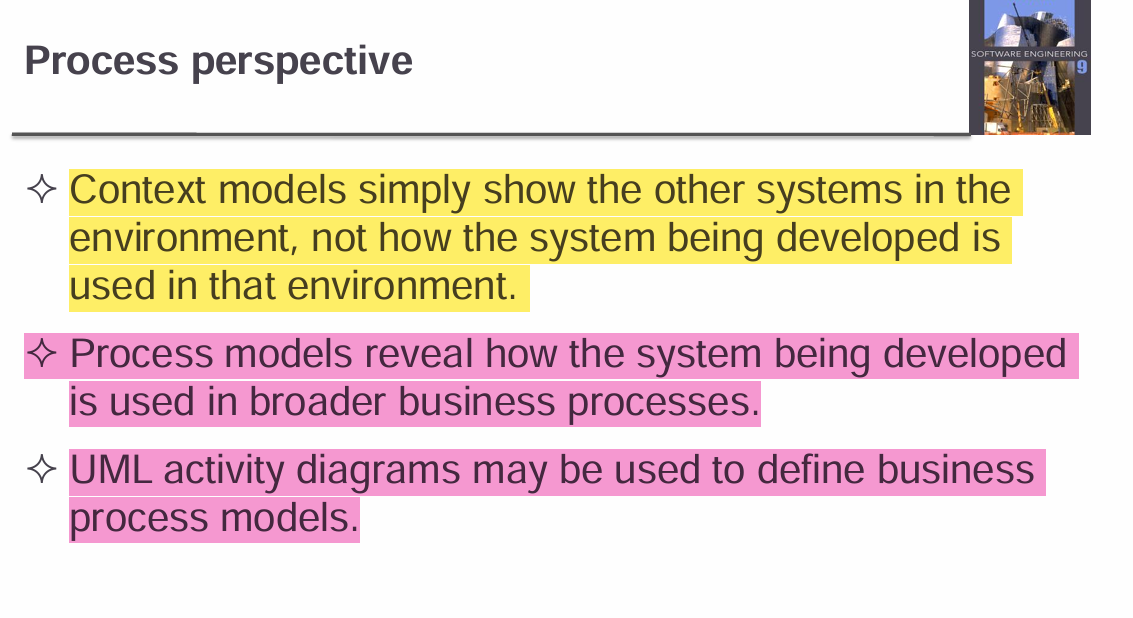 Process perspective
SOFTWARE ENGINEERING
9
✧ Context models simply show the other systems in the
environment, not how the system being developed is
used in that environment.
✧ Process models reveal how the system being developed
is used in broader business processes.
✧ UML activity diagrams may be used to define business
process models.